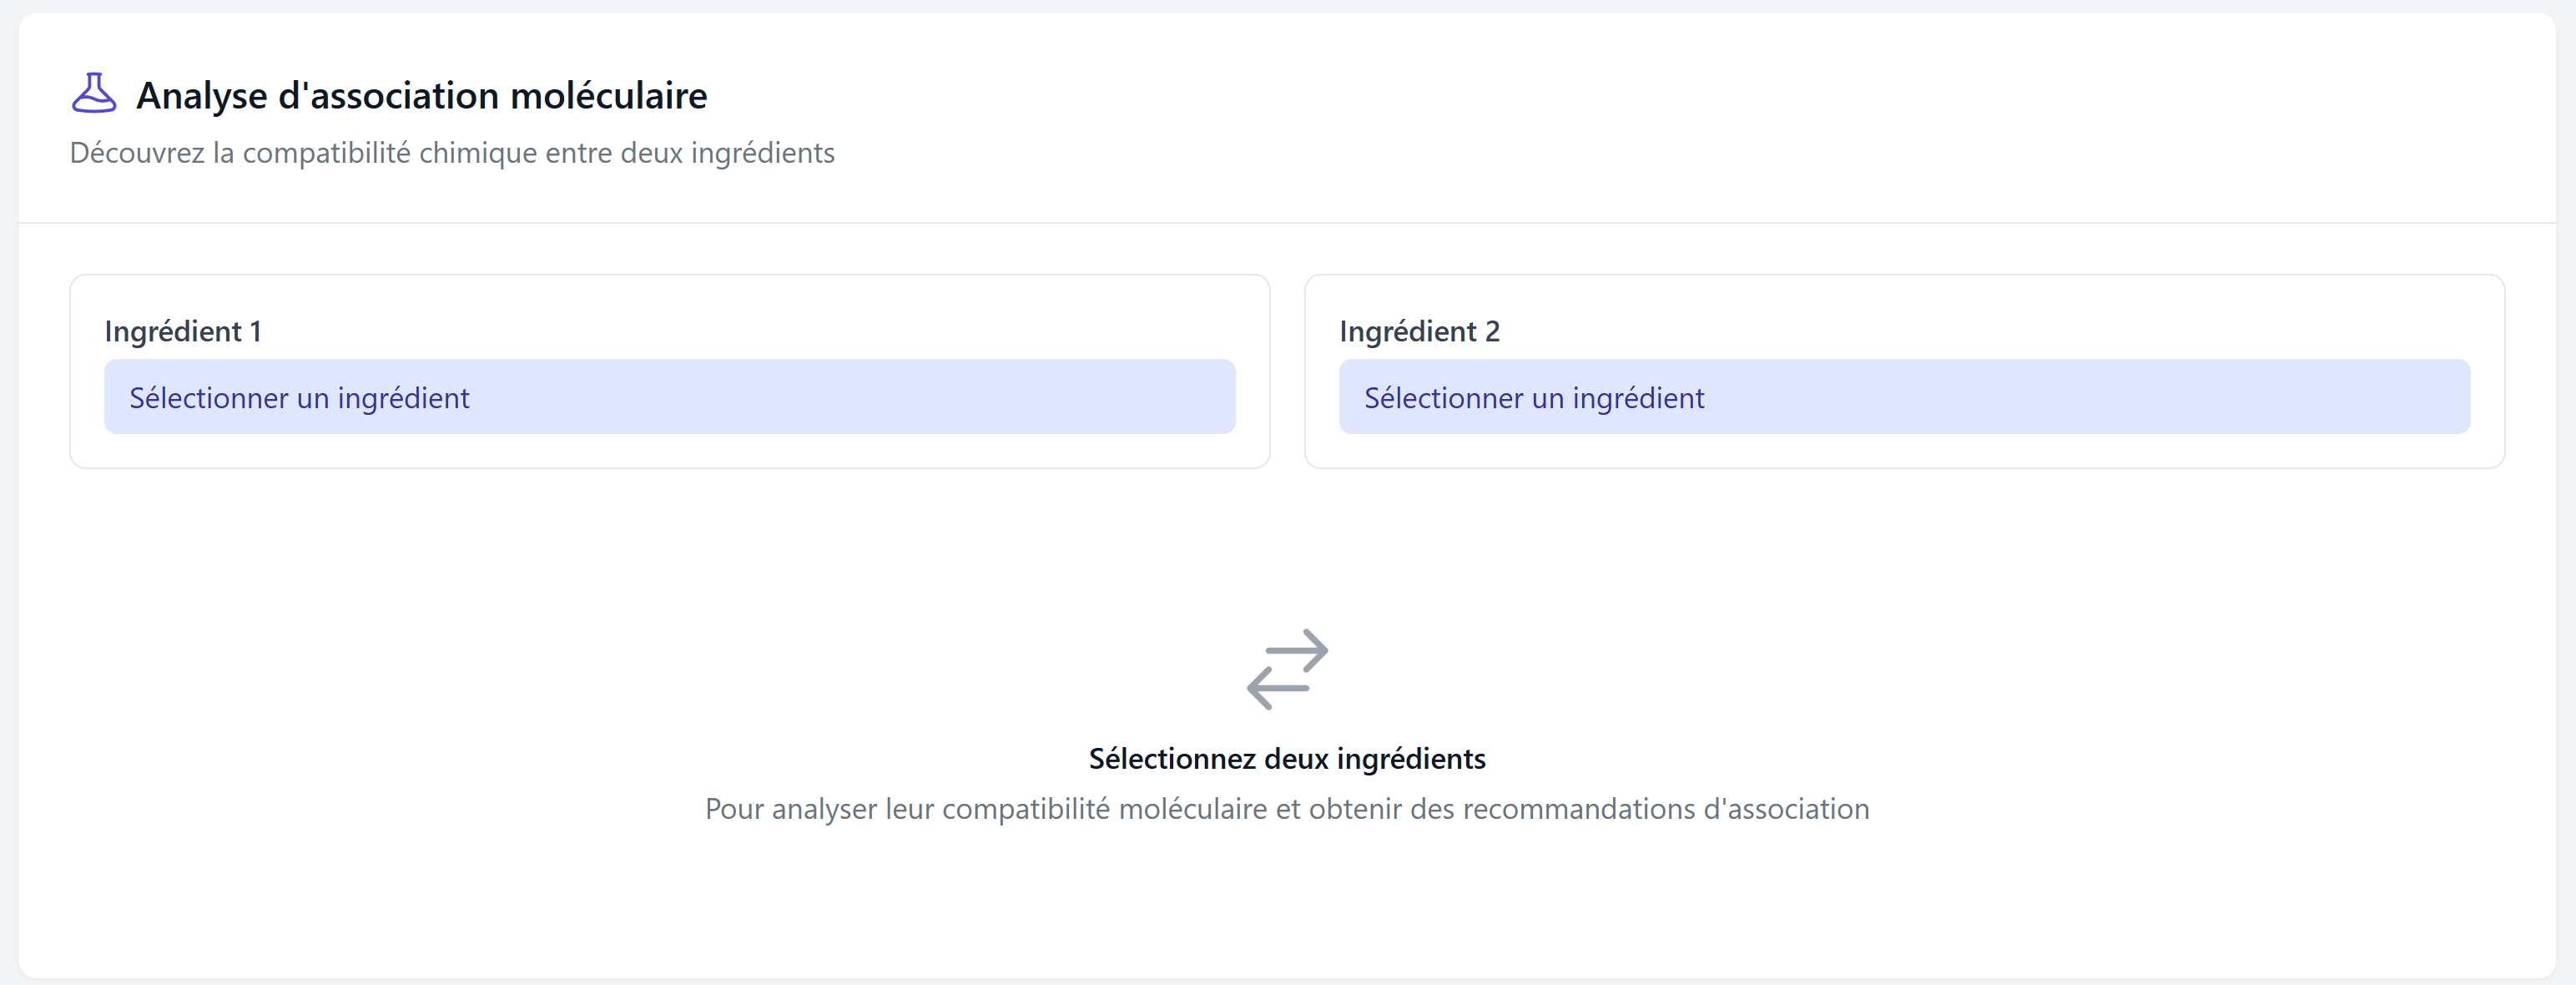 Analyse d'association moléculaire
Découvrez la compatibilité chimique entre deux ingrédients
Ingrédient 1
Sélectionner un ingrédient
Ingrédient 2
Sélectionner un ingrédient
Sélectionnez deux ingrédients
Pour analyser leur compatibilité moléculaire et obtenir des recommandations d'association